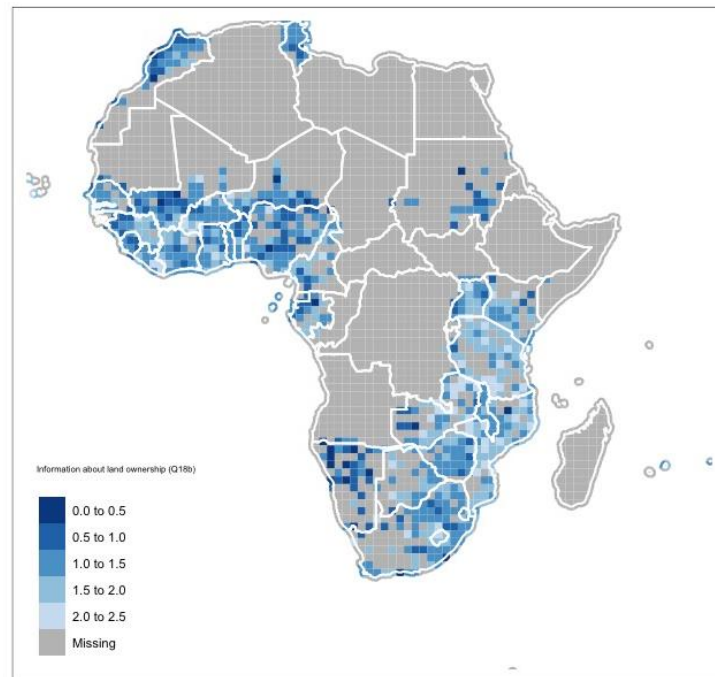 Information about land ownership (Q18b)
0.0 to 0.5
0.5 to 1.0
1.0 to 1.5
1.5 to 2.0
2.0 to 2.5
Missing